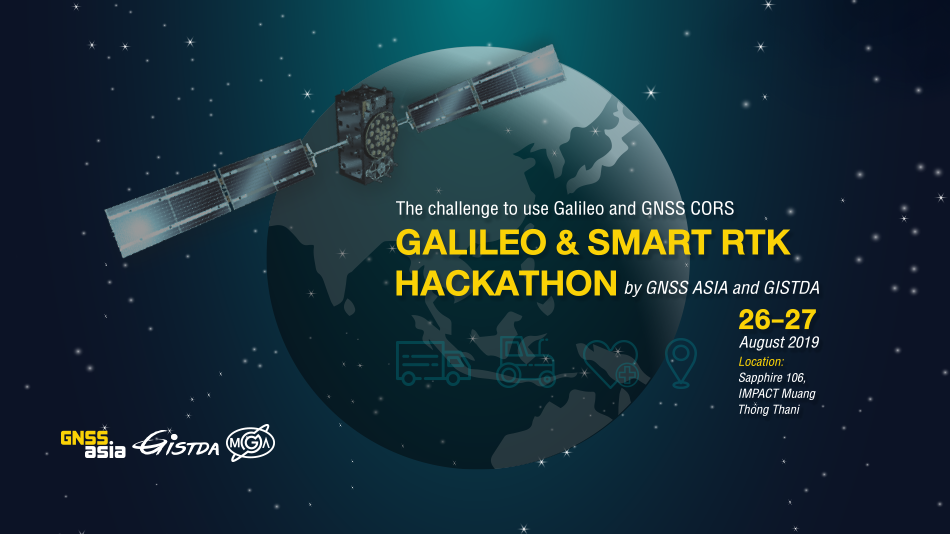 The challenge to use Galileo and GNSS CORS
GALILEO & SMART RTK
HACKATHON by GNSS ASIA and GISTDA
26–27
August 2019
Location:
Sapphire 106,
IMPACT Muang
Thong Thani
GNSS
asia
GISTDA
MGA